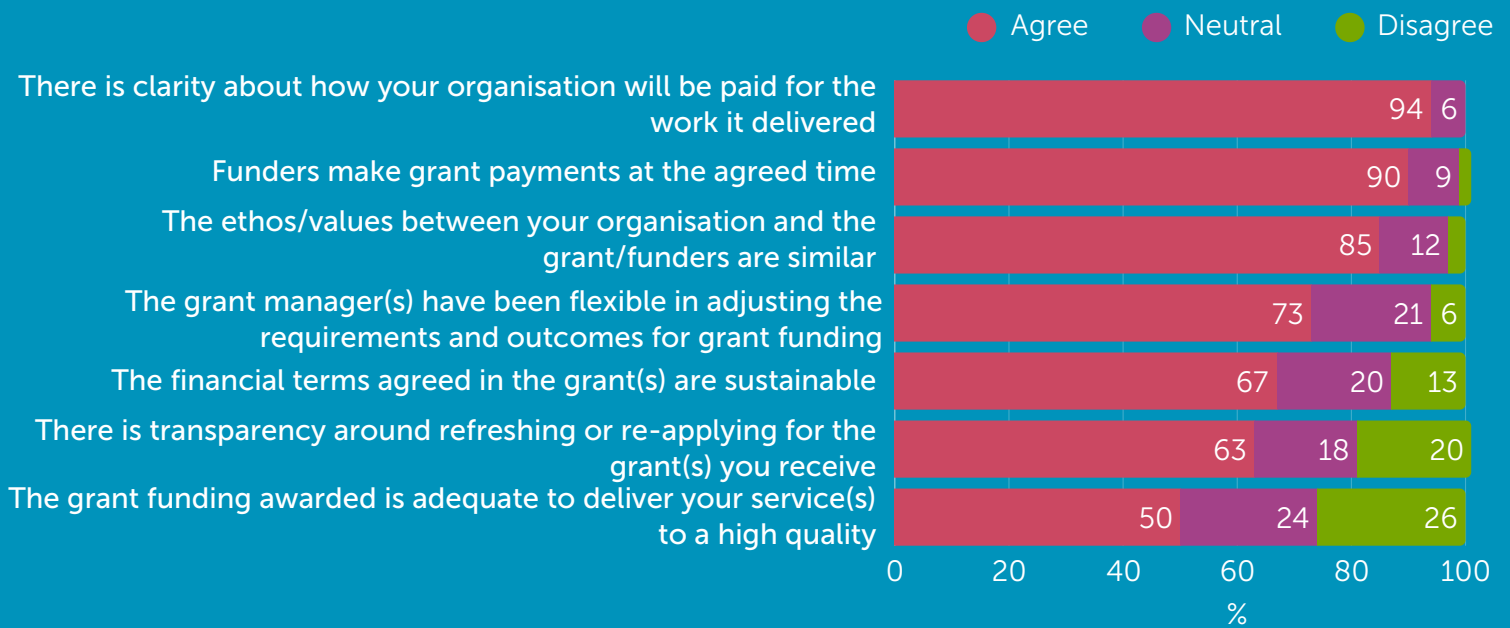 Agree Neutral Disagree
There is clarity about how your organisation will be paid for the
work it delivered
94 6
Funders make grant payments at the agreed time
90 9
The ethos/values between your organisation and the
grant/funders are similar
85 12
The grant manager(s) have been flexible in adjusting the
requirements and outcomes for grant funding
73 21 6
The financial terms agreed in the grant(s) are sustainable
67 20 13
There is transparency around refreshing or re-applying for the
grant(s) you receive
63 18 20
The grant funding awarded is adequate to deliver your service(s)
to a high quality
50 24 26
0 20 40 60 80 100
%